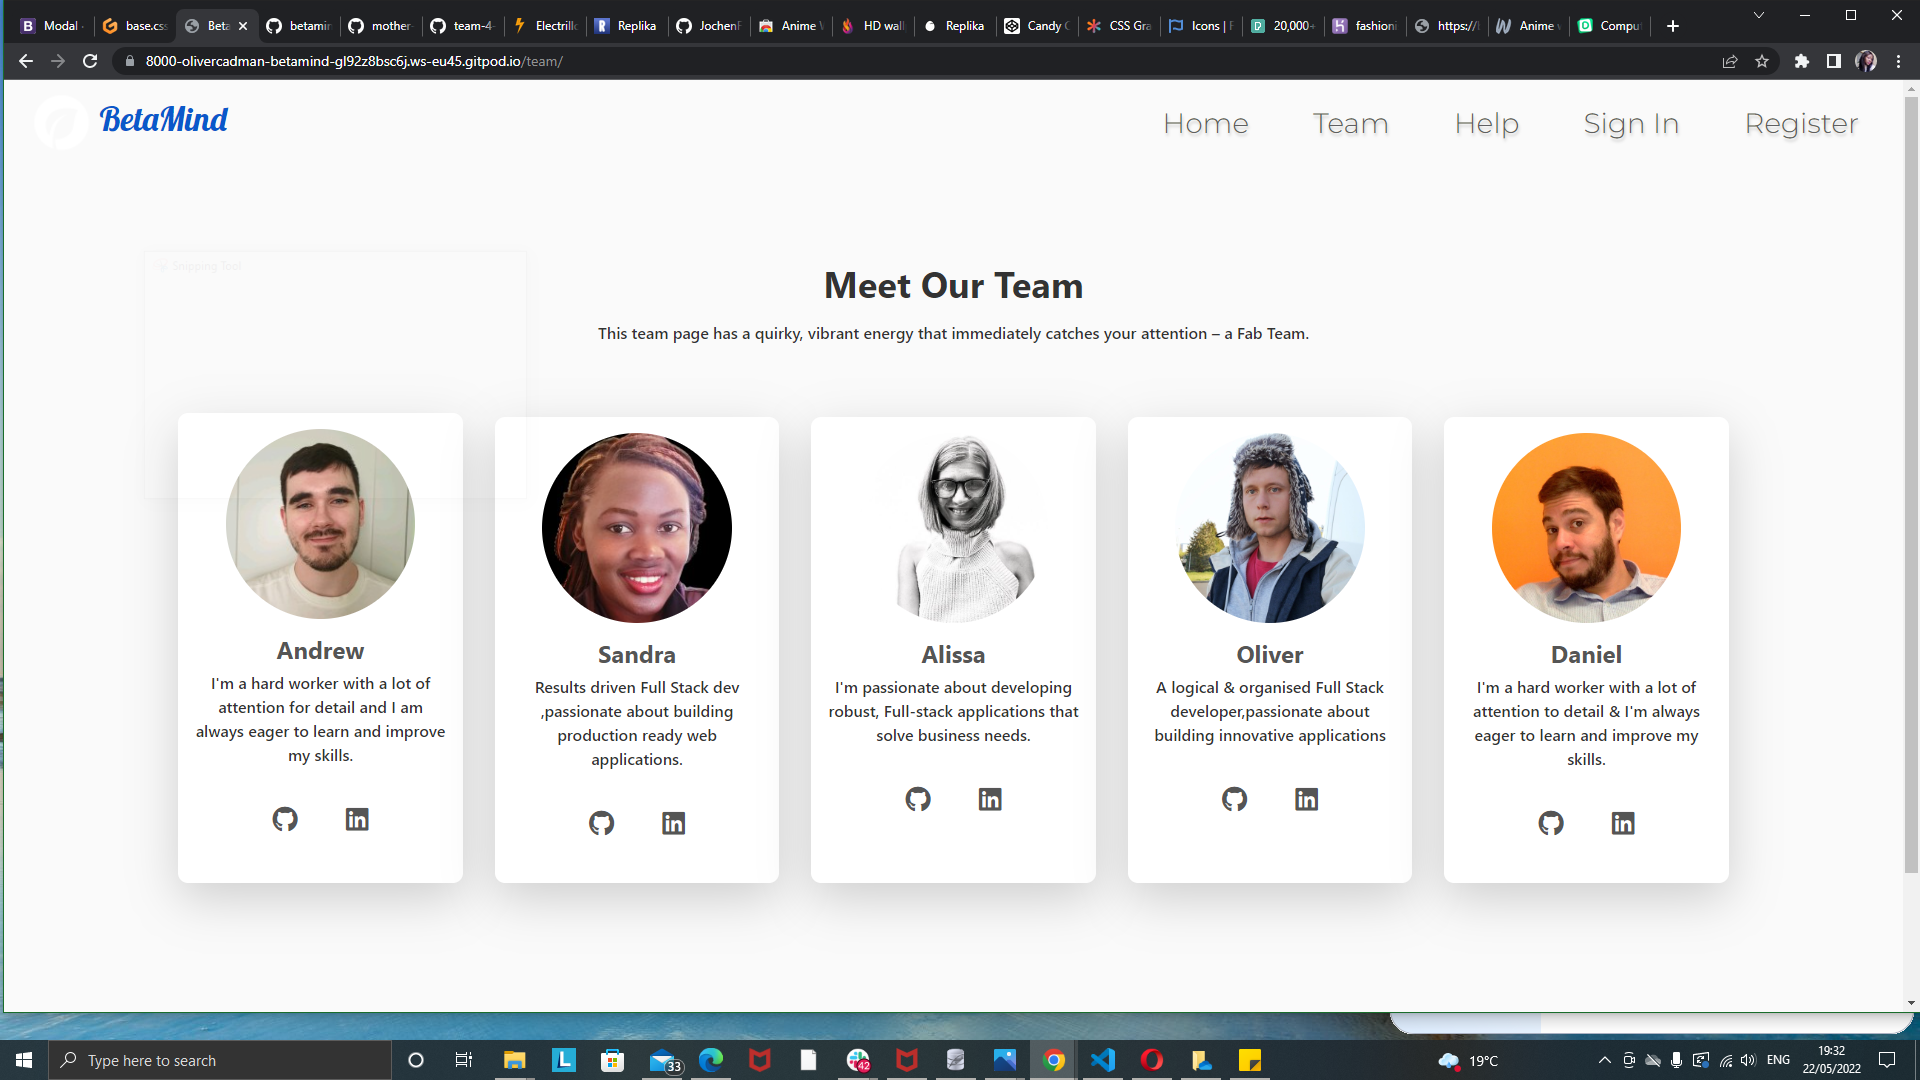 Modal
base.css
Beta
betamin
mother-
team-4-
Electrill
Replika
JochenF
Anime W
HD wall
Replika
Candy C
CSS Gra
Icons | F
20,000+
fashioni
https://
Anime w
Comput
8000-olivercadman-betamind-gl92z8bsc6j.ws-eu45.gitpod.io/team/
BetaMind
Home
Team
Help
Sign In
Register
Snipping Tool
Meet Our Team
This team page has a quirky, vibrant energy that immediately catches your attention – a Fab Team.
Andrew
I'm a hard worker with a lot of
attention for detail and I am
always eager to learn and improve
my skills.
Sandra
Results driven Full Stack dev
,passionate about building
production ready web
applications.
Alissa
I'm passionate about developing
robust, Full-stack applications that
solve business needs.
Oliver
A logical & organised Full Stack
developer,passionate about
building innovative applications
Daniel
I'm a hard worker with a lot of
attention to detail & I'm always
eager to learn and improve my
skills.
Type here to search
33
42
19°C
ENG
19:32
22/05/2022